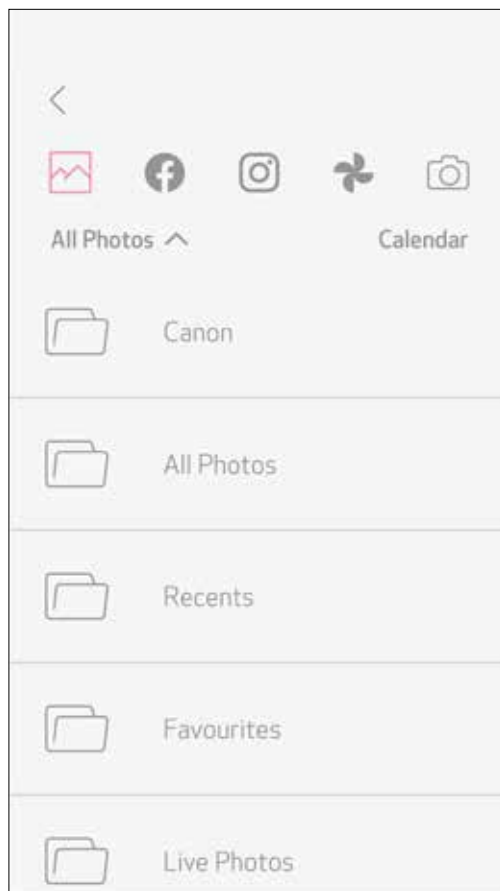 All Photos
Calendar
Canon
All Photos
Recents
Favourites
Live Photos